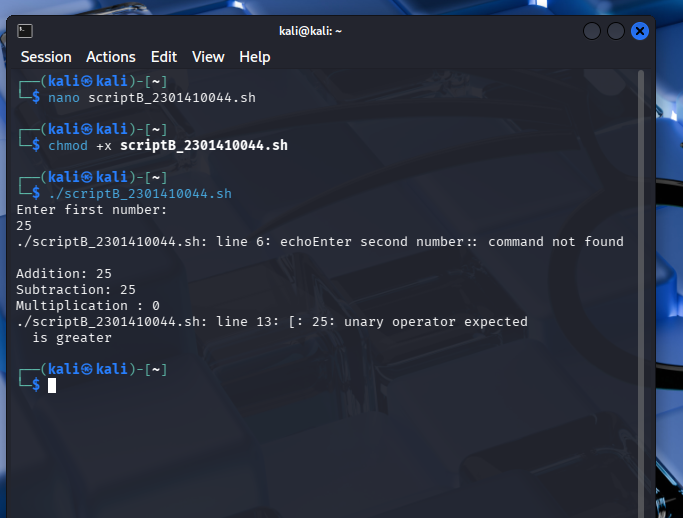 kali@kali: ~
Session Actions Edit View Help
┌──(kali㉿kali)-[~]
└─$ nano scriptB_2301410044.sh
┌──(kali㉿kali)-[~]
└─$ chmod +x scriptB_2301410044.sh
┌──(kali㉿kali)-[~]
└─$ ./scriptB_2301410044.sh
Enter first number:
25
./scriptB_2301410044.sh: line 6: echoEnter second number:: command not found
Addition: 25
Subtraction: 25
Multiplication : 0
./scriptB_2301410044.sh: line 13: [: 25: unary operator expected
is greater
┌──(kali㉿kali)-[~]
└─$